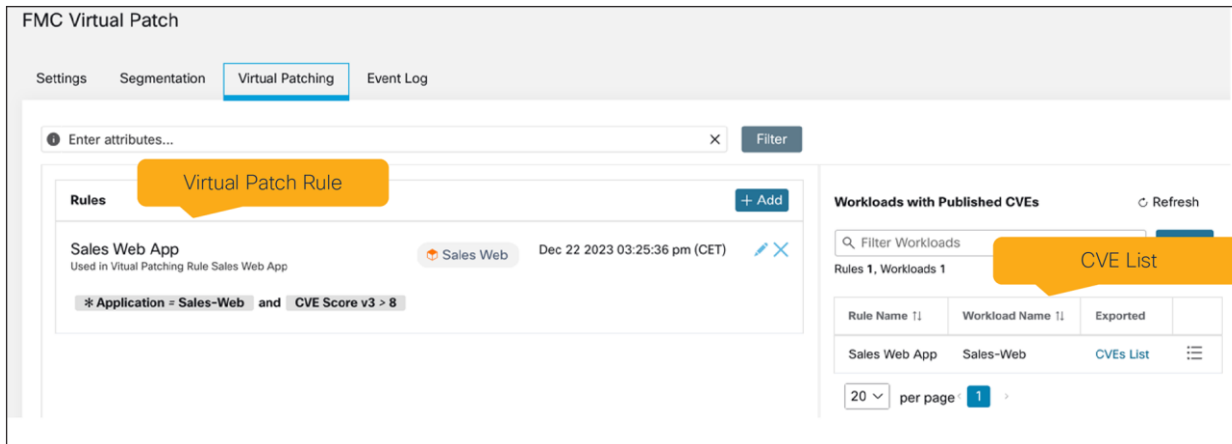 FMC Virtual Patch
Settings Segmentation Virtual Patching Event Log
Enter attributes... Filter
Virtual Patch Rule
Rules + Add
Sales Web App Sales Web Dec 22 2023 03:25:36 pm (CET)
Used in Vitual Patching Rule Sales Web App
* Application = Sales-Web and CVE Score v3 > 8
Workloads with Published CVEs Refresh
Filter Workloads
CVE List
Rules 1, Workloads 1
Rule Name Workload Name Exported
Sales Web App Sales-Web CVEs List
20 per page 1